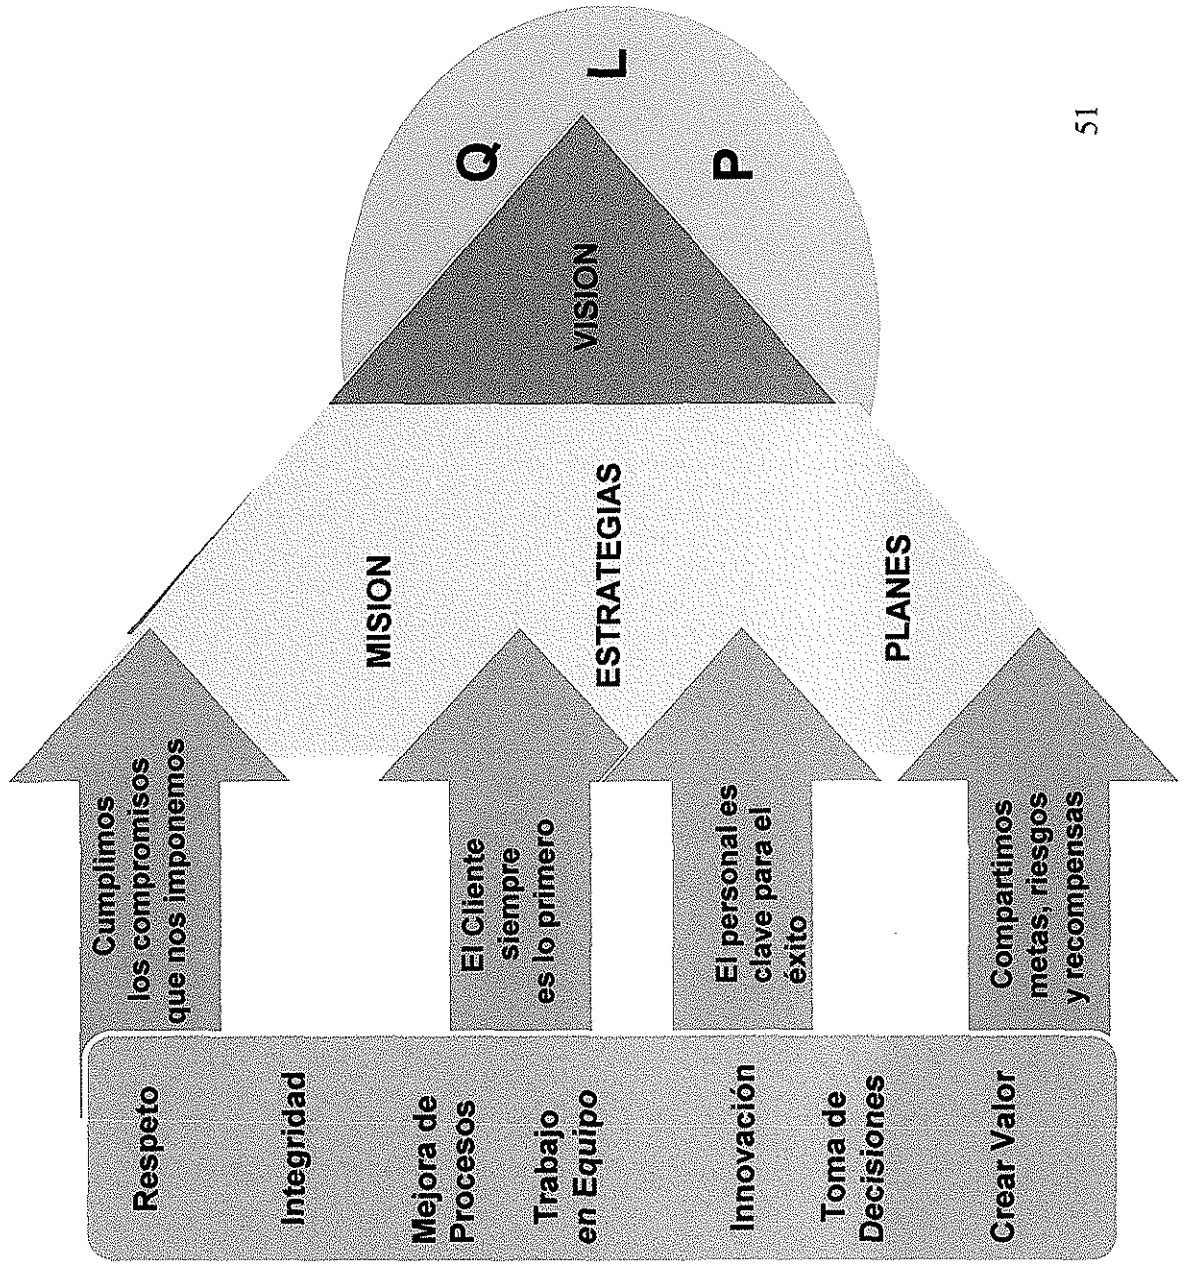 Q
L
P
VISION
MISION
ESTRATEGIAS
PLANES
Cumplimos
los compromisos
que nos imponemos
El Cliente
siempre
es lo primero
El personal es
clave para el
éxito
Compartimos
metas, riesgos
y recompensas
Respeto
Integridad
Mejora de
Procesos
Trabajo
en Equipo
Innovación
Toma de
Decisiones
Crear Valor
51